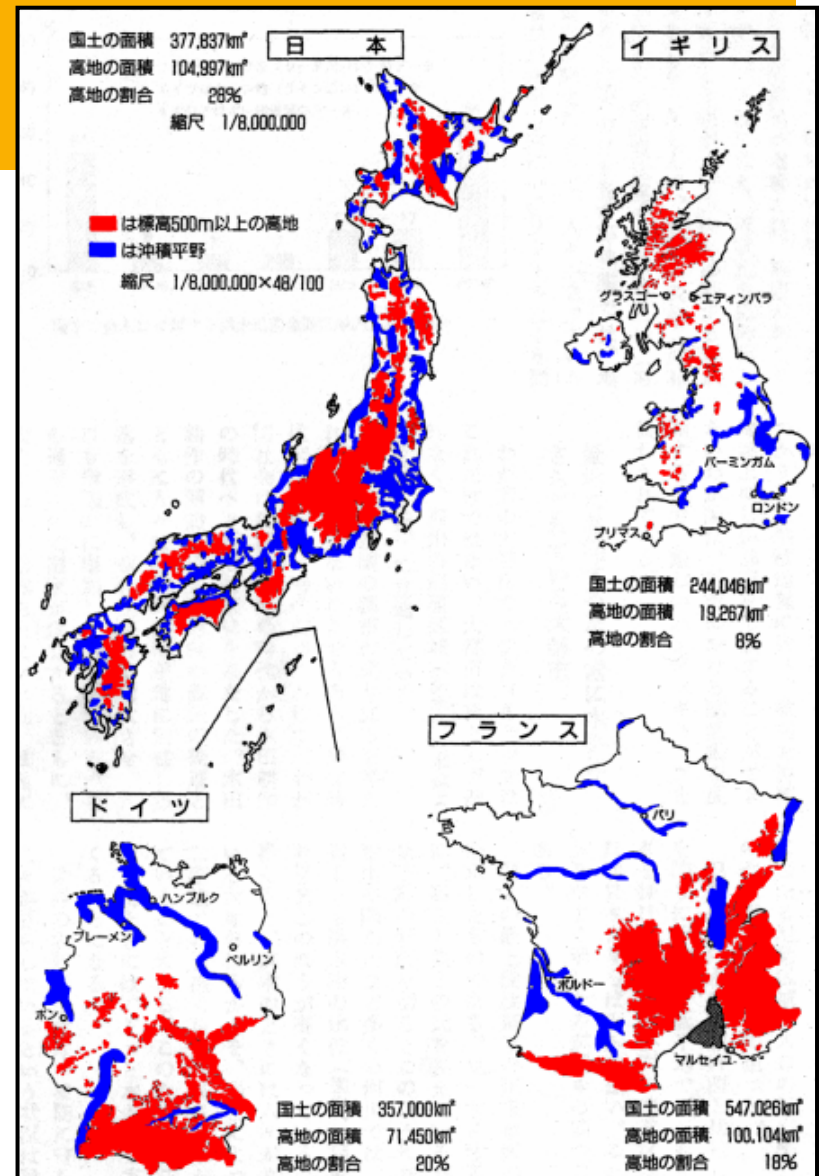 国土の面積 377,837km²
高地の面積 104,997km²
高地の割合 28%
縮尺 1/8,000,000
日本
イギリス
は標高500m以上の高地
は沖積平野
縮尺 1/8,000,000×48/100
グラスゴー
エディンバラ
バーミンガム
ロンドン
プリマス
国土の面積 244,046km²
高地の面積 19,267km²
高地の割合 8%
フランス
パリ
ボルドー
マルセイユ
国土の面積 547,026km²
高地の面積 100,104km²
高地の割合 18%
ドイツ
ハンブルク
ブレーメン
ベルリン
ボン
国土の面積 357,000km²
高地の面積 71,450km²
高地の割合 20%